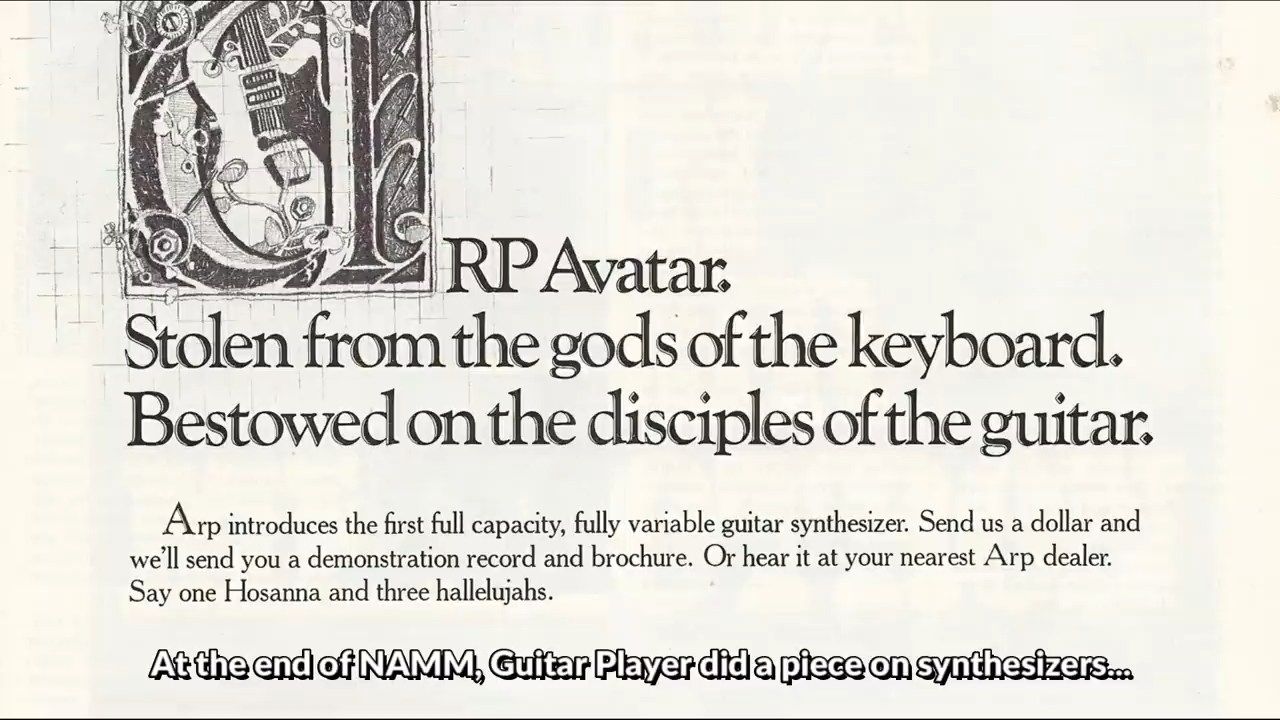 ARP Avatar.
Stolen from the gods of the keyboard.
Bestowed on the disciples of the guitar.
Arp introduces the first full capacity, fully variable guitar synthesizer. Send us a dollar and
we'll send you a demonstration record and brochure. Or hear it at your nearest Arp dealer.
Say one Hosanna and three hallelujahs.
At the end of NAMM, Guitar Player did a piece on synthesizers...